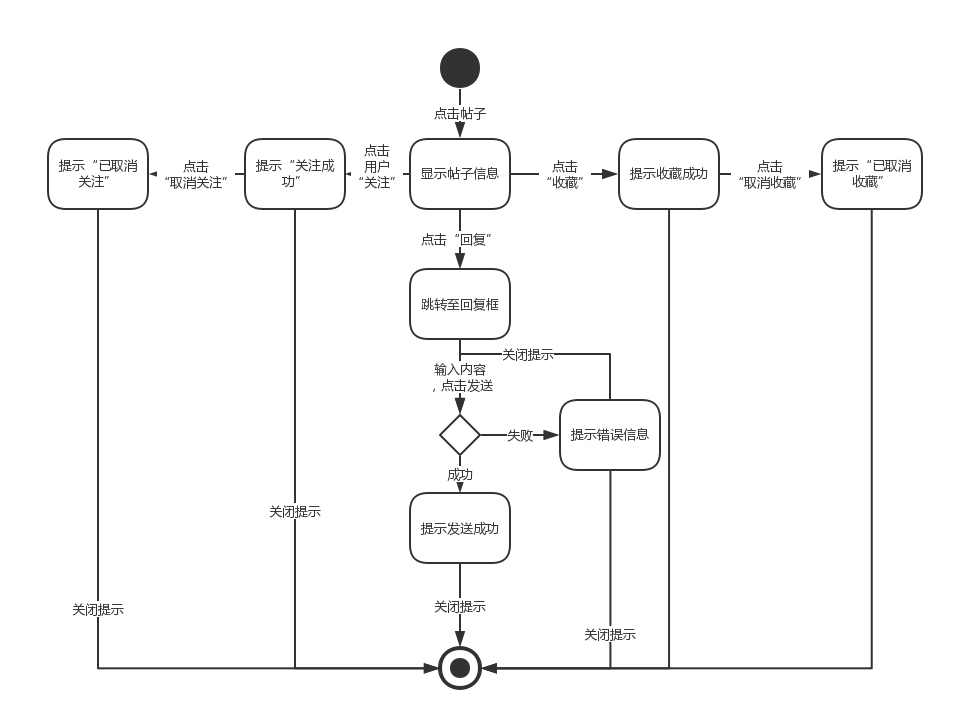 点击帖子
提示“已取消
关注”
点击
“取消关注”
提示“关注成
功”
点击
用户
“关注”
显示帖子信息
点击
“收藏”
提示收藏成功
点击
“取消收藏”
提示“已取消
收藏”
点击“回复”
跳转至回复框
关闭提示
输入内容
，点击发送
失败
提示错误信息
成功
关闭提示
提示发送成功
关闭提示
关闭提示
关闭提示